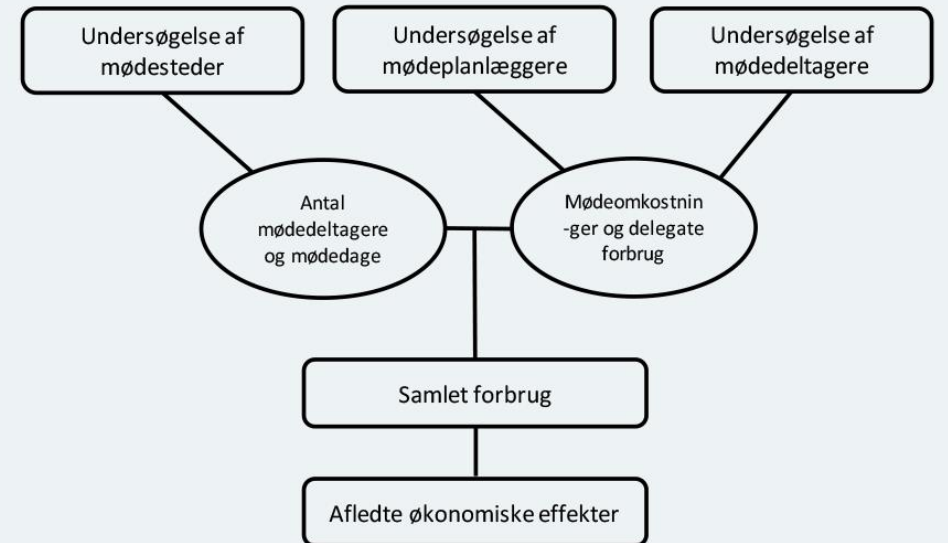 Undersøgelse af
mødesteder
Undersøgelse af
mødeplanlæggere
Undersøgelse af
mødedeltagere
Antal
mødedeltagere
og mødedage
Mødeomkostnin
-ger og delegate
forbrug
Samlet forbrug
Afledte økonomiske effekter